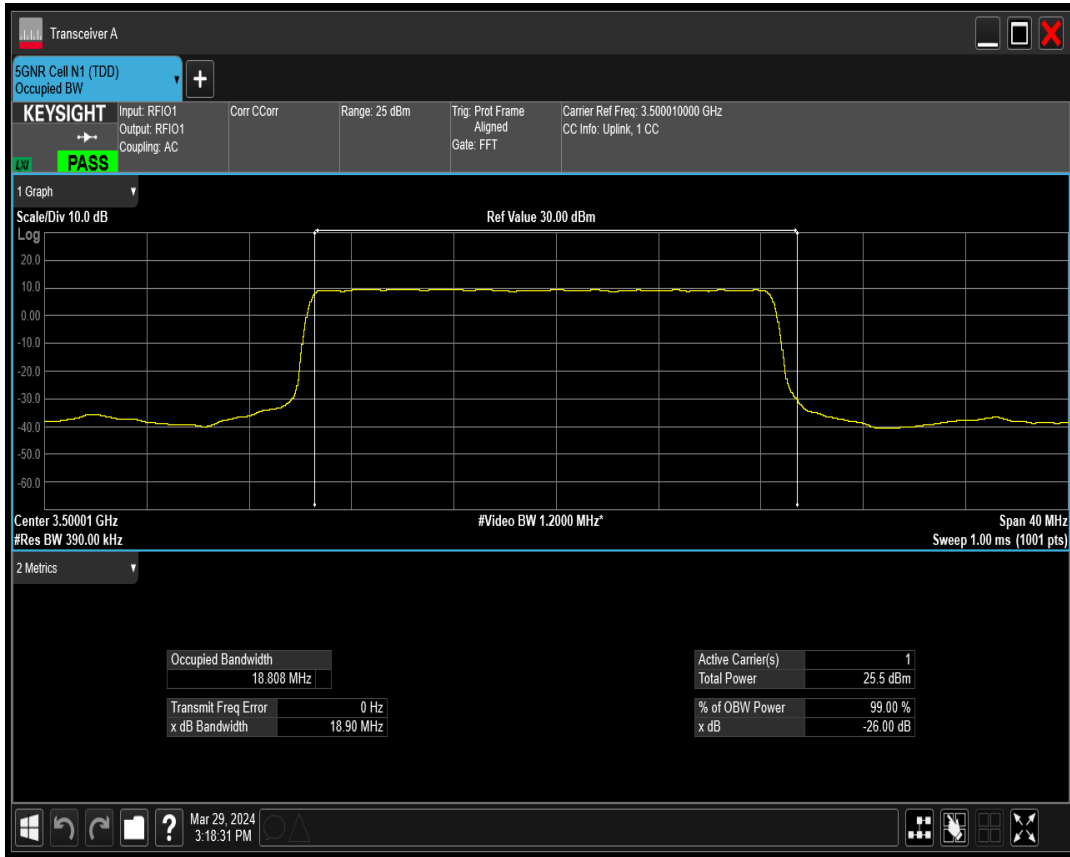 Transceiver A
5GNR Cell N1 (TDD)
Occupied BW
+
KEYSIGHT
LXI
PASS
Input: RFIO1
Output: RFIO1
Coupling: AC
Corr CCorr
Range: 25 dBm
Trig: Prot Frame
Aligned
Gate: FFT
Carrier Ref Freq: 3.500010000 GHz
CC Info: Uplink, 1 CC
1 Graph
Scale/Div 10.0 dB
Ref Value 30.00 dBm
Log
20.0
10.0
0.00
-10.0
-20.0
-30.0
-40.0
-50.0
-60.0
Center 3.50001 GHz
#Video BW 1.2000 MHz*
Span 40 MHz
#Res BW 390.00 kHz
Sweep 1.00 ms (1001 pts)
2 Metrics
Occupied Bandwidth
18.808 MHz
Transmit Freq Error 0 Hz
x dB Bandwidth 18.90 MHz
Active Carrier(s) 1
Total Power 25.5 dBm
% of OBW Power 99.00 %
x dB -26.00 dB
?
Mar 29, 2024
3:18:31 PM